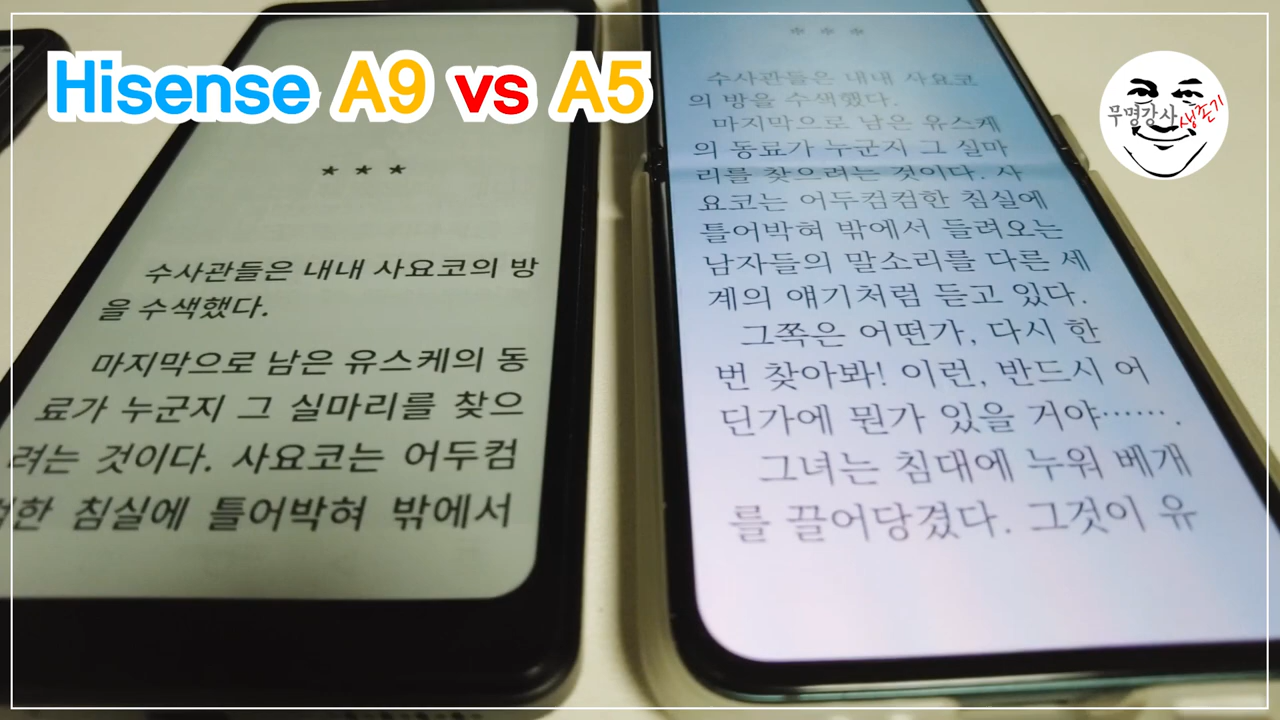 Hisense A9 vs A5
무명강사 생존기
* * *
수사관들은 내내 사요코의 방
을 수색했다.
마지막으로 남은 유스케의 동
료가 누군지 그 실마리를 찾으
려는 것이다. 사요코는 어두컴
컴한 침실에 틀어박혀 밖에서
* * *
수사관들은 내내 사요코
의 방을 수색했다.
마지막으로 남은 유스케
의 동료가 누군지 그 실마
리를 찾으려는 것이다. 사
요코는 어두컴컴한 침실에
틀어박혀 밖에서 들려오는
남자들의 말소리를 다른 세
계의 얘기처럼 듣고 있다.
그쪽은 어떤가, 다시 한
번 찾아봐! 이런, 반드시 어
딘가에 뭔가 있을 거야…….
그녀는 침대에 누워 베개
를 끌어당겼다. 그것이 유